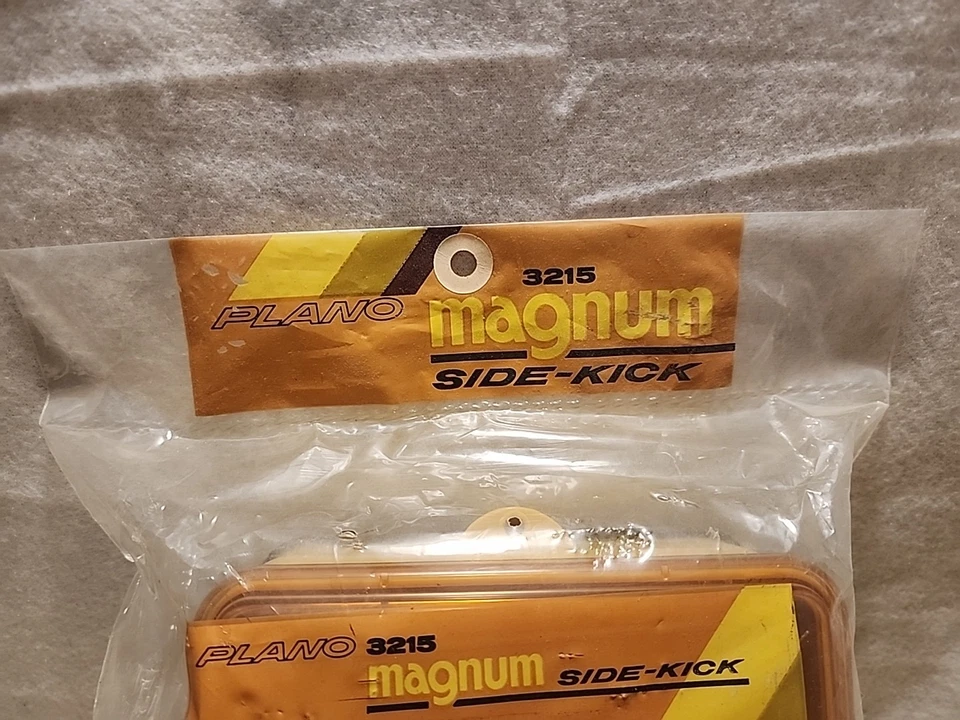 3215
PLANO magnum
SIDE-KICK
PLANO 3215
magnum SIDE-KICK